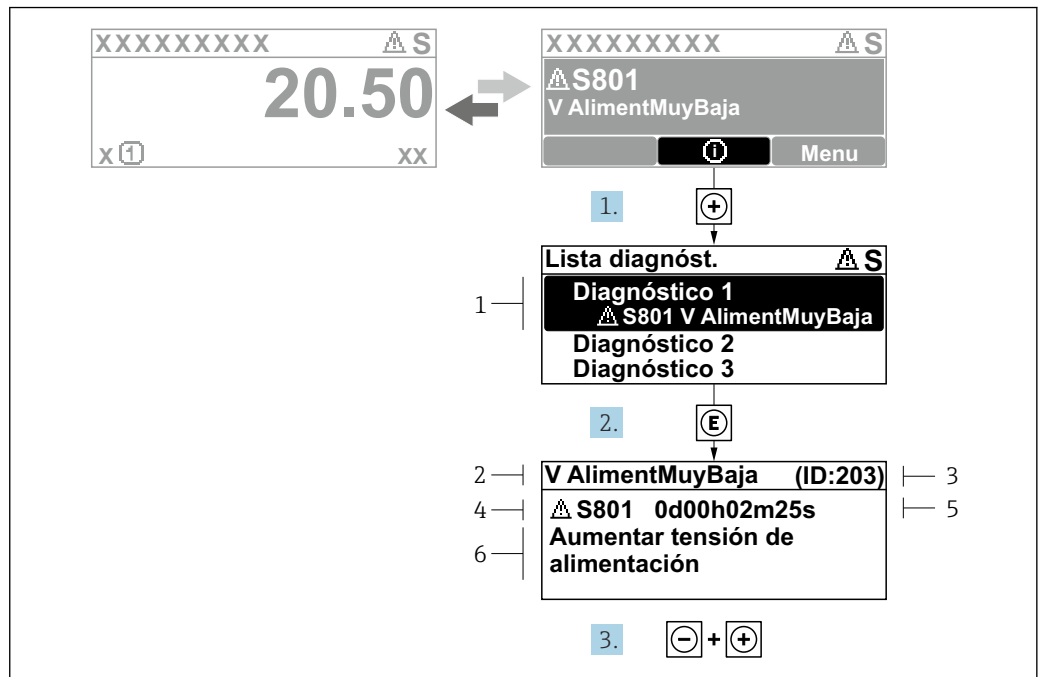 XXXXXXXXX ⚠ S
20.50
x ① XX
XXXXXXXXX ⚠ S
⚠ S801
V AlimentMuyBaja
ⓘ Menu
1. +
Lista diagnóst. ⚠ S
1
Diagnóstico 1
⚠ S801 V AlimentMuyBaja
Diagnóstico 2
Diagnóstico 3
2. E
2 V AlimentMuyBaja (ID:203) 3
4 ⚠ S801 0d00h02m25s 5
6
Aumentar tensión de
alimentación
3. − + +